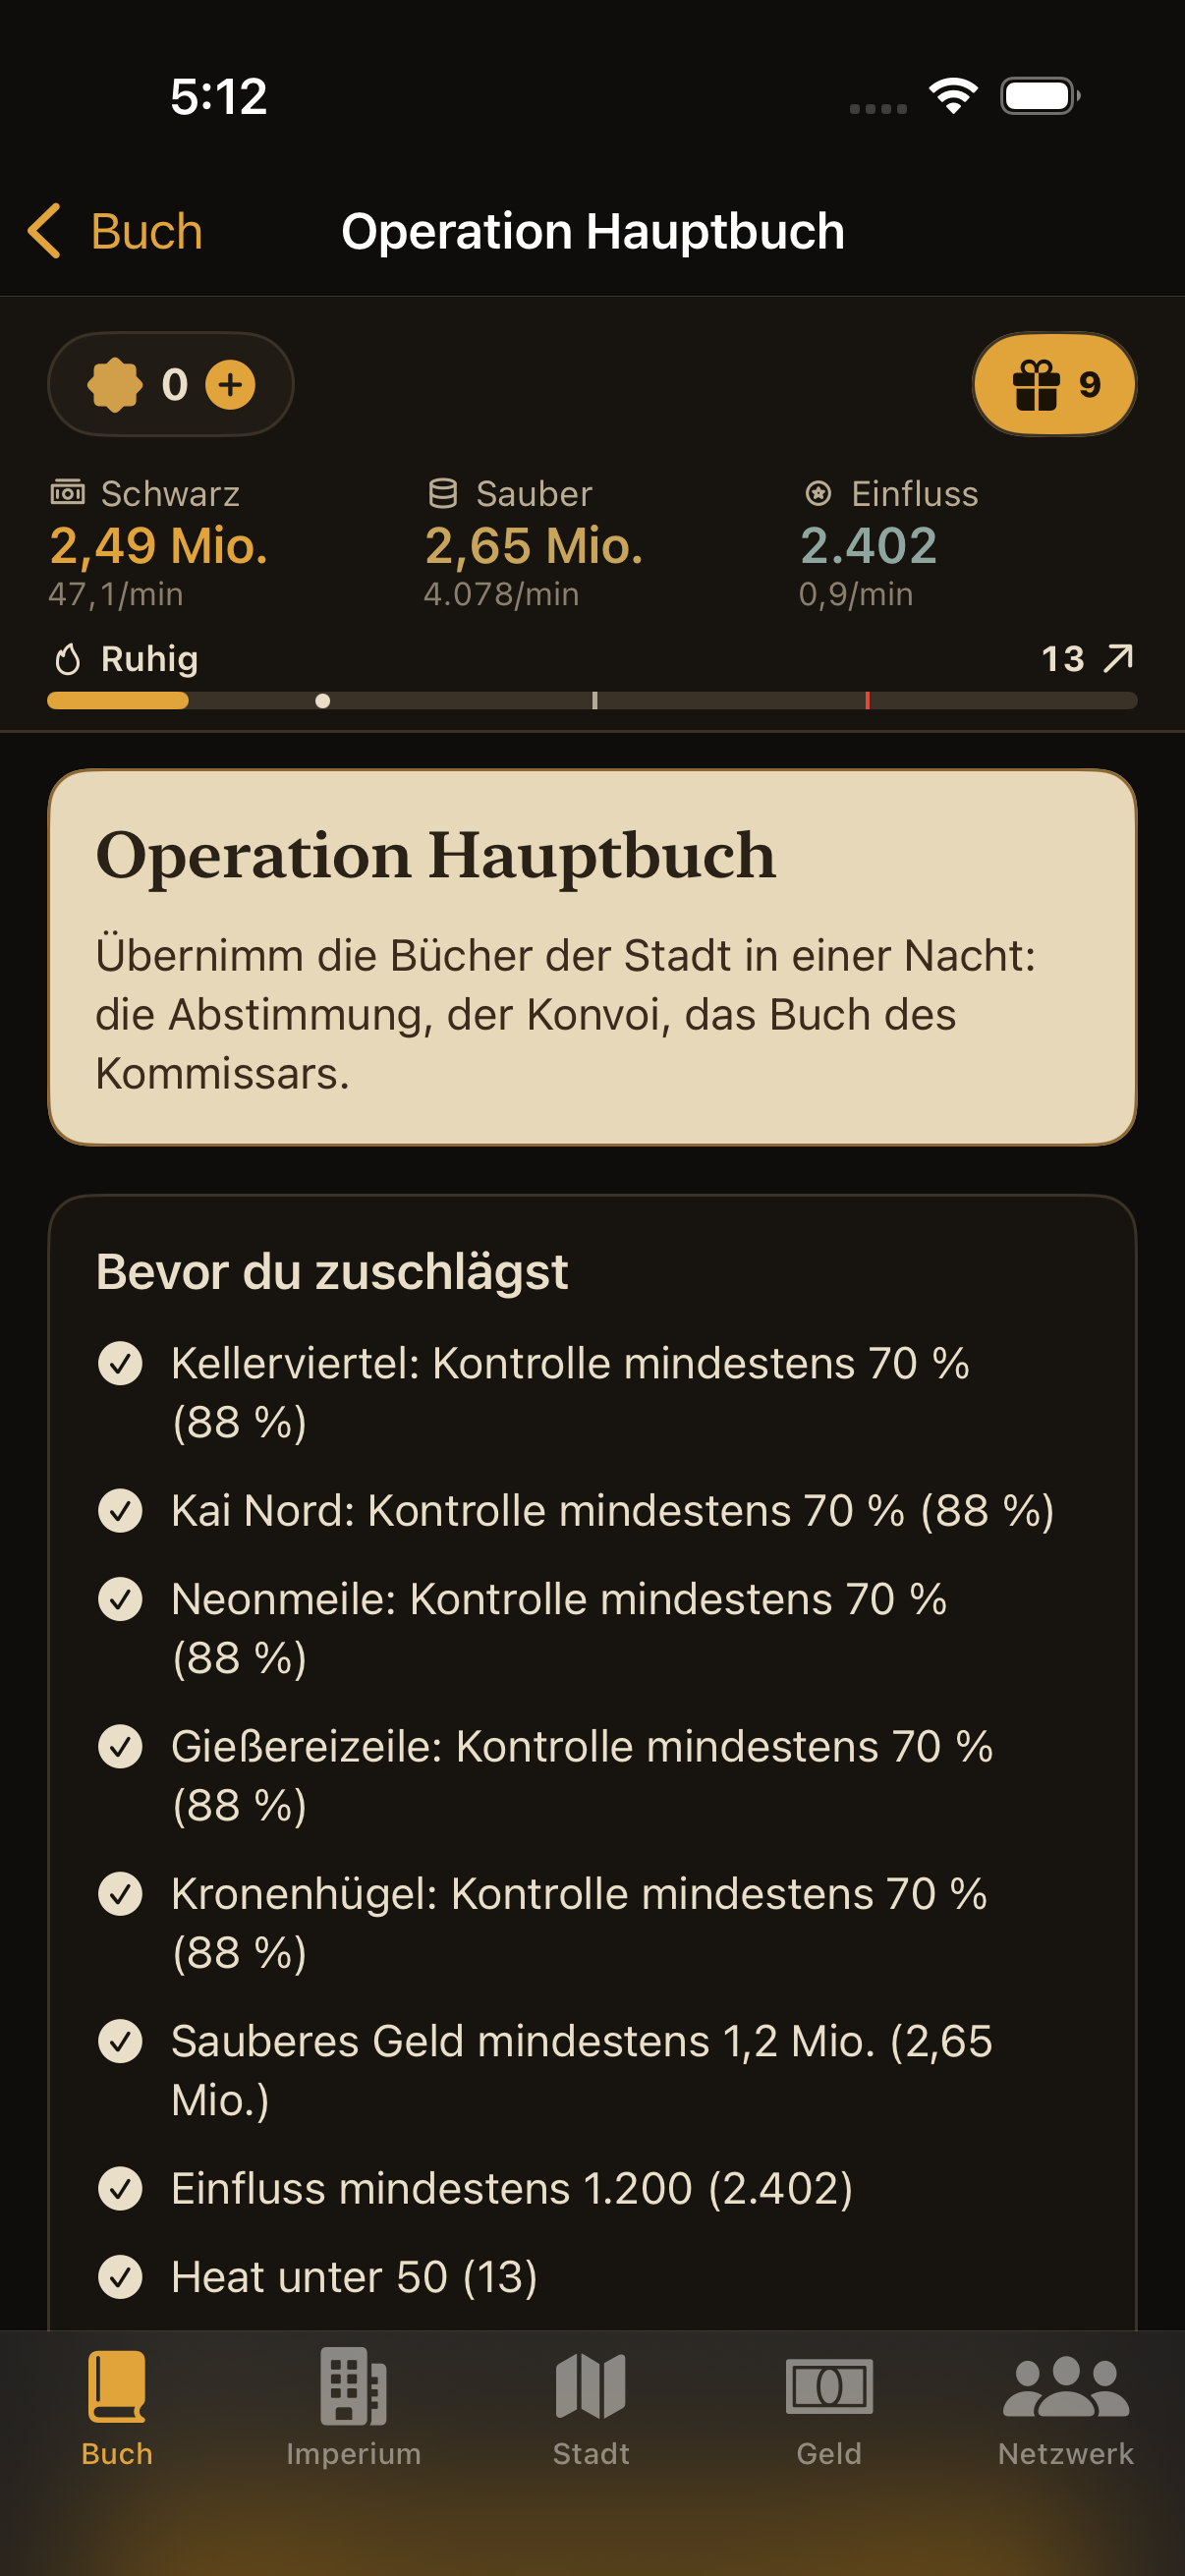 5:12
Buch
Operation Hauptbuch
0
9
Schwarz
Sauber
Einfluss
2,49 Mio.
2,65 Mio.
2.402
47,1/min
4.078/min
0,9/min
Ruhig
13
Operation Hauptbuch
Übernimm die Bücher der Stadt in einer Nacht:
die Abstimmung, der Konvoi, das Buch des
Kommissars.
Bevor du zuschlägst
Kellerviertel: Kontrolle mindestens 70 %
(88 %)
Kai Nord: Kontrolle mindestens 70 % (88 %)
Neonmeile: Kontrolle mindestens 70 %
(88 %)
Gießereizeile: Kontrolle mindestens 70 %
(88 %)
Kronenhügel: Kontrolle mindestens 70 %
(88 %)
Sauberes Geld mindestens 1,2 Mio. (2,65
Mio.)
Einfluss mindestens 1.200 (2.402)
Heat unter 50 (13)
Buch
Imperium
Stadt
Geld
Netzwerk